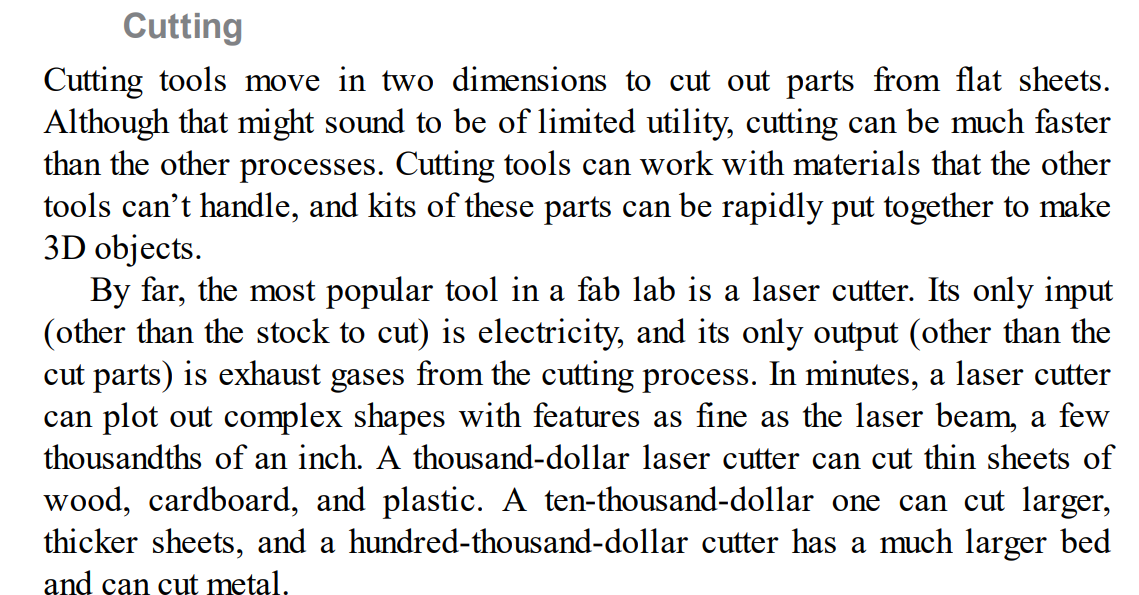 Cutting
Cutting tools move in two dimensions to cut out parts from flat sheets.
Although that might sound to be of limited utility, cutting can be much faster
than the other processes. Cutting tools can work with materials that the other
tools can’t handle, and kits of these parts can be rapidly put together to make
3D objects.
By far, the most popular tool in a fab lab is a laser cutter. Its only input
(other than the stock to cut) is electricity, and its only output (other than the
cut parts) is exhaust gases from the cutting process. In minutes, a laser cutter
can plot out complex shapes with features as fine as the laser beam, a few
thousandths of an inch. A thousand-dollar laser cutter can cut thin sheets of
wood, cardboard, and plastic. A ten-thousand-dollar one can cut larger,
thicker sheets, and a hundred-thousand-dollar cutter has a much larger bed
and can cut metal.